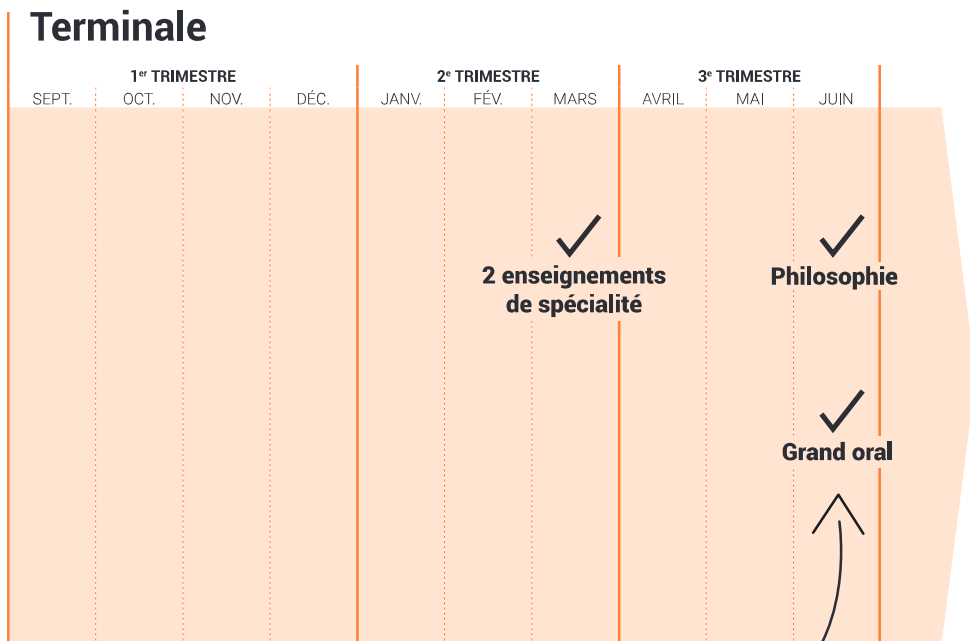 Terminale
1er TRIMESTRE 2e TRIMESTRE 3e TRIMESTRE
SEPT. OCT. NOV. DÉC. JANV. FÉV. MARS AVRIL MAI JUIN
2 enseignements
de spécialité
Philosophie
Grand oral